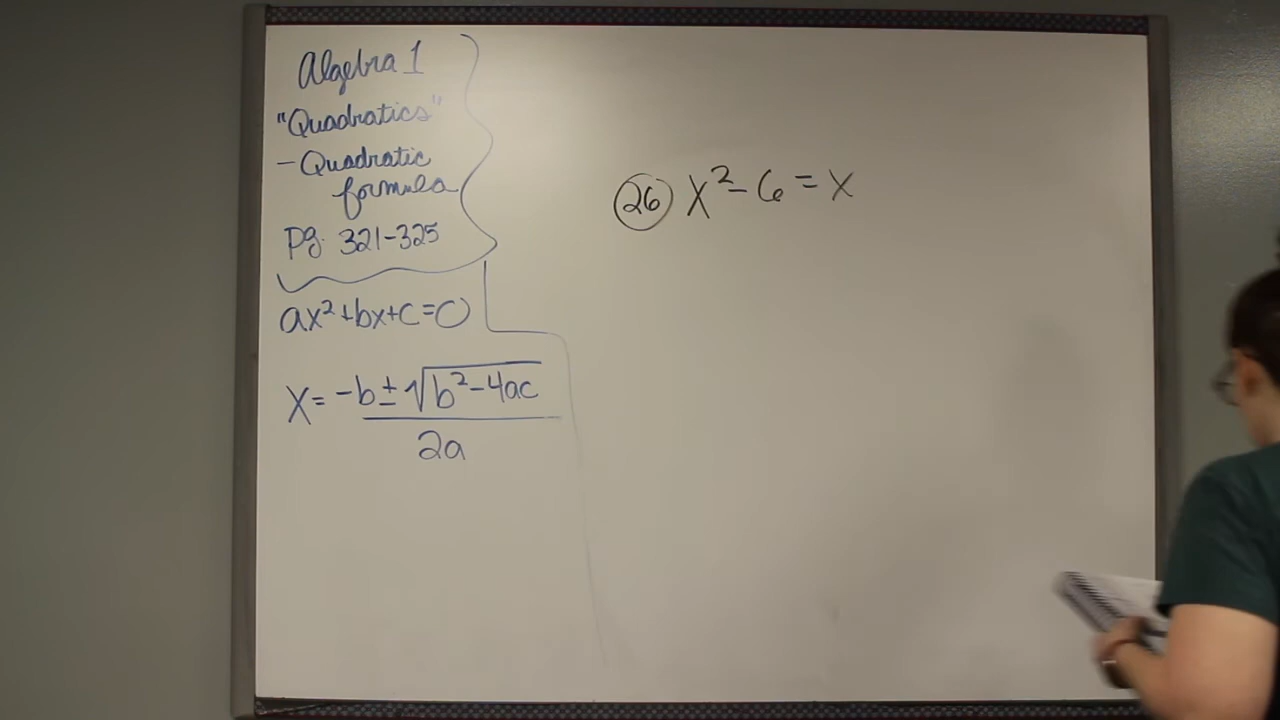 Algebra 1
"Quadratics"
- Quadratic
formula
Pg. 321-325
ax²+bx+c=0
x= -b±√b²-4ac
2a
26 x²-6=x